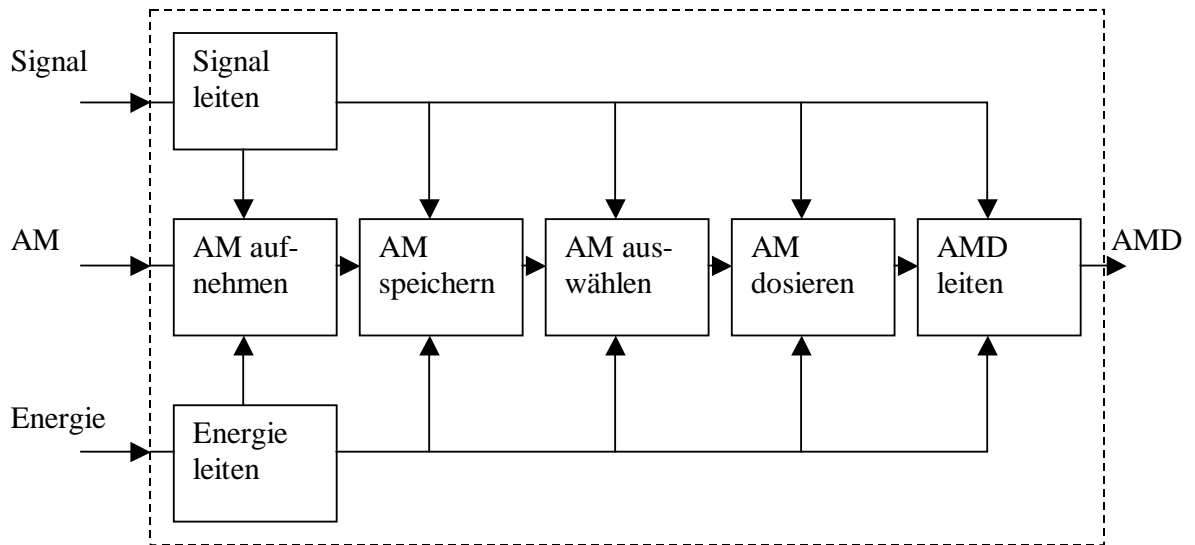 Signal
Signal
leiten
AM
AM auf-
nehmen
AM
speichern
AM aus-
wählen
AM
dosieren
AMD
leiten
AMD
Energie
Energie
leiten